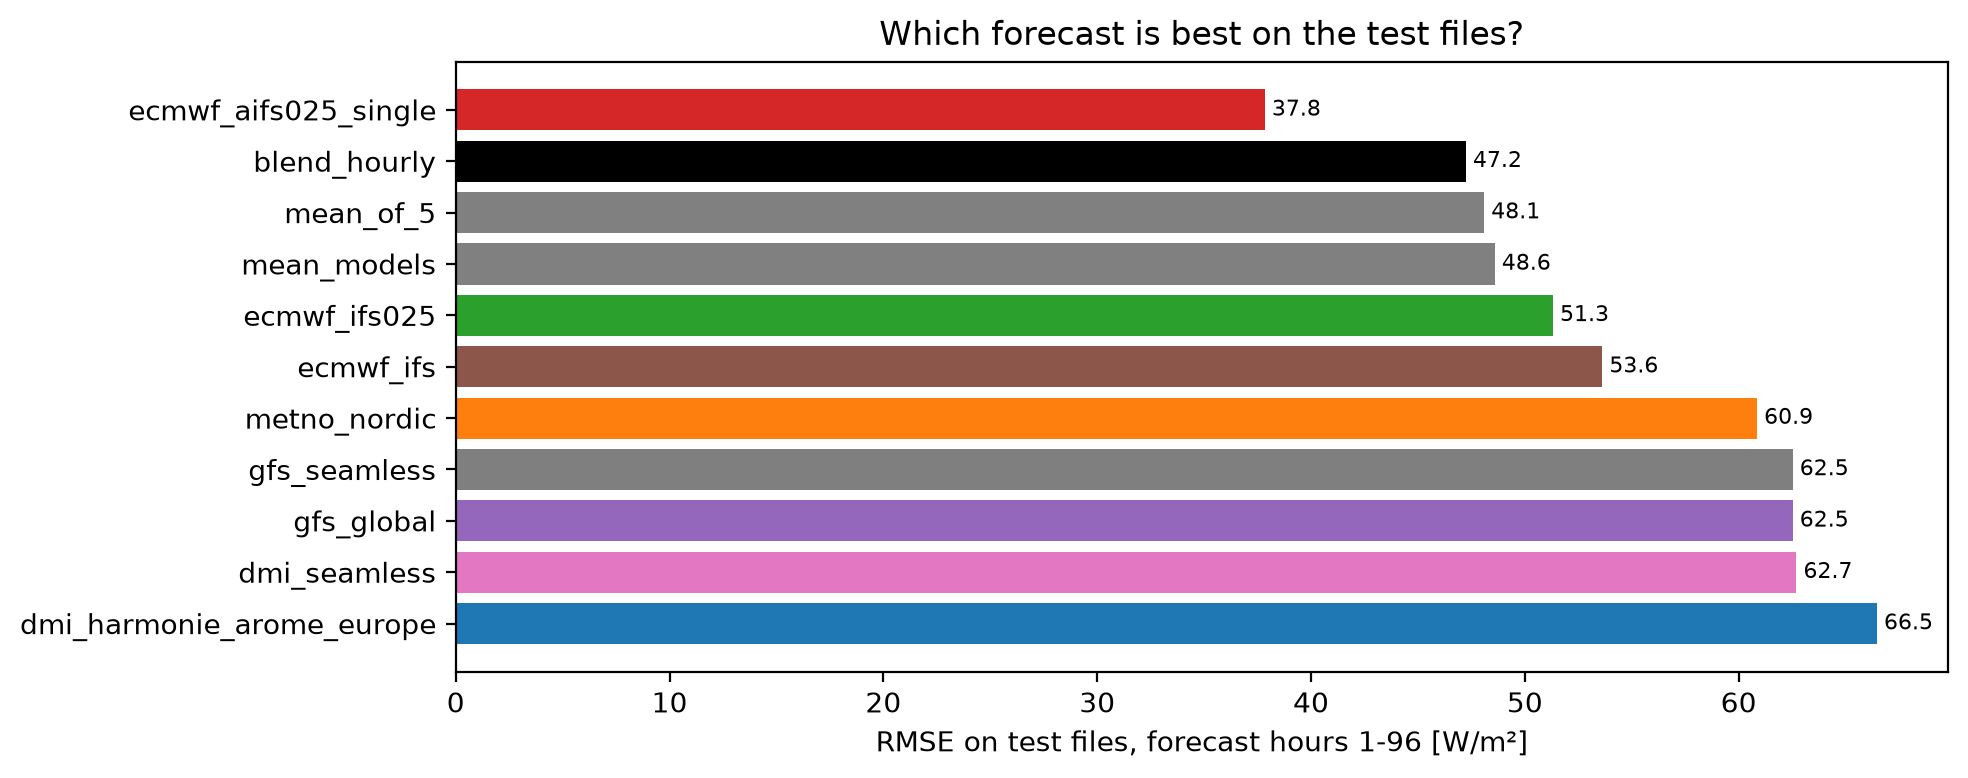 Which forecast is best on the test files?
ecmwf_aifs025_single
37.8
blend_hourly
47.2
mean_of_5
48.1
mean_models
48.6
ecmwf_ifs025
51.3
ecmwf_ifs
53.6
metno_nordic
60.9
gfs_seamless
62.5
gfs_global
62.5
dmi_seamless
62.7
dmi_harmonie_arome_europe
66.5
0 10 20 30 40 50 60
RMSE on test files, forecast hours 1-96 [W/m²]